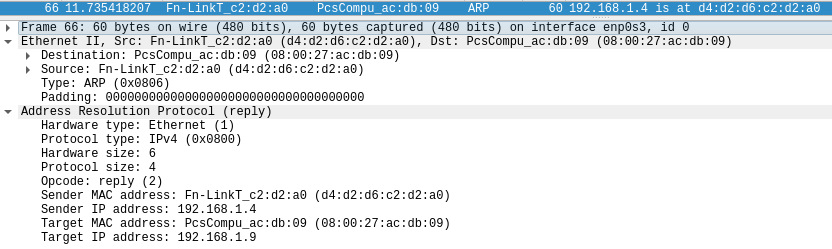 66 11.735418207 Fn-LinkT_c2:d2:a0 PcsCompu_ac:db:09 ARP 60 192.168.1.4 is at d4:d2:d6:c2:d2:a0
Frame 66: 60 bytes on wire (480 bits), 60 bytes captured (480 bits) on interface enp0s3, id 0
Ethernet II, Src: Fn-LinkT_c2:d2:a0 (d4:d2:d6:c2:d2:a0), Dst: PcsCompu_ac:db:09 (08:00:27:ac:db:09)
Destination: PcsCompu_ac:db:09 (08:00:27:ac:db:09)
Source: Fn-LinkT_c2:d2:a0 (d4:d2:d6:c2:d2:a0)
Type: ARP (0x0806)
Padding: 000000000000000000000000000000000000
Address Resolution Protocol (reply)
Hardware type: Ethernet (1)
Protocol type: IPv4 (0x0800)
Hardware size: 6
Protocol size: 4
Opcode: reply (2)
Sender MAC address: Fn-LinkT_c2:d2:a0 (d4:d2:d6:c2:d2:a0)
Sender IP address: 192.168.1.4
Target MAC address: PcsCompu_ac:db:09 (08:00:27:ac:db:09)
Target IP address: 192.168.1.9